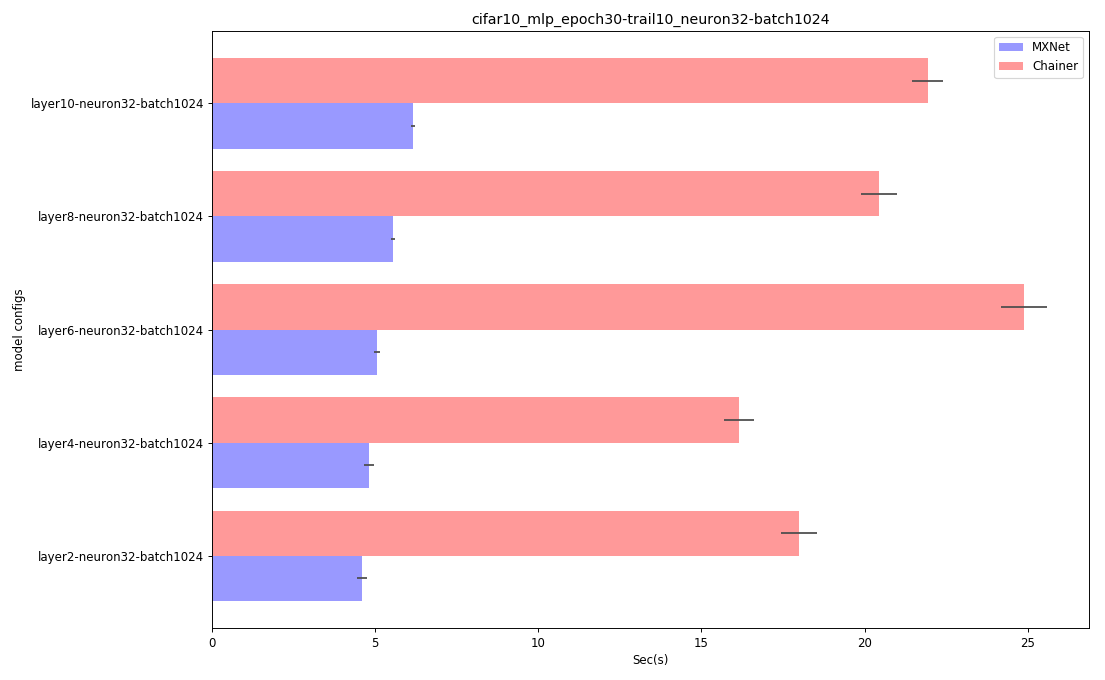 cifar10_mlp_epoch30-trail10_neuron32-batch1024
MXNet
Chainer
layer10-neuron32-batch1024
layer8-neuron32-batch1024
layer6-neuron32-batch1024
layer4-neuron32-batch1024
layer2-neuron32-batch1024
model configs
0 5 10 15 20 25
Sec(s)